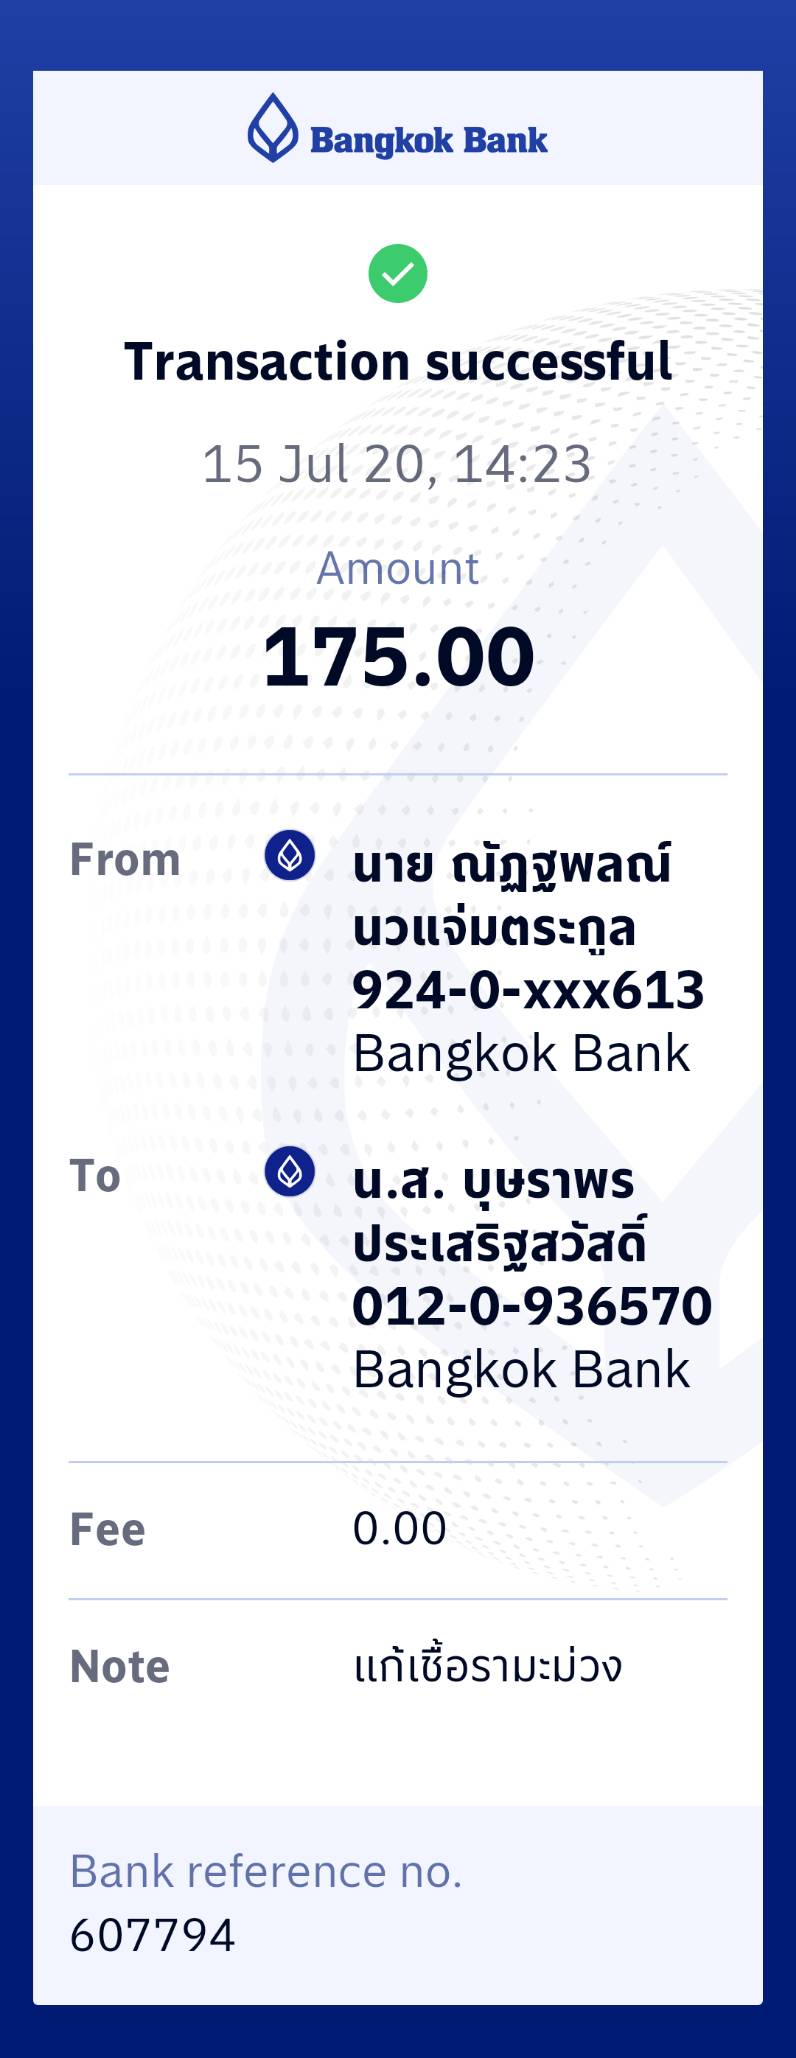 Bangkok Bank
Transaction successful
15 Jul 20, 14:23
Amount
175.00
From
นาย ณัฏฐพลณ์
นวแจ่มตระกูล
924-0-xxx613
Bangkok Bank
To
น.ส. บุษราพร
ประเสริฐสวัสดิ์
012-0-936570
Bangkok Bank
Fee 0.00
Note แก้เชื้อรามะม่วง
Bank reference no.
607794